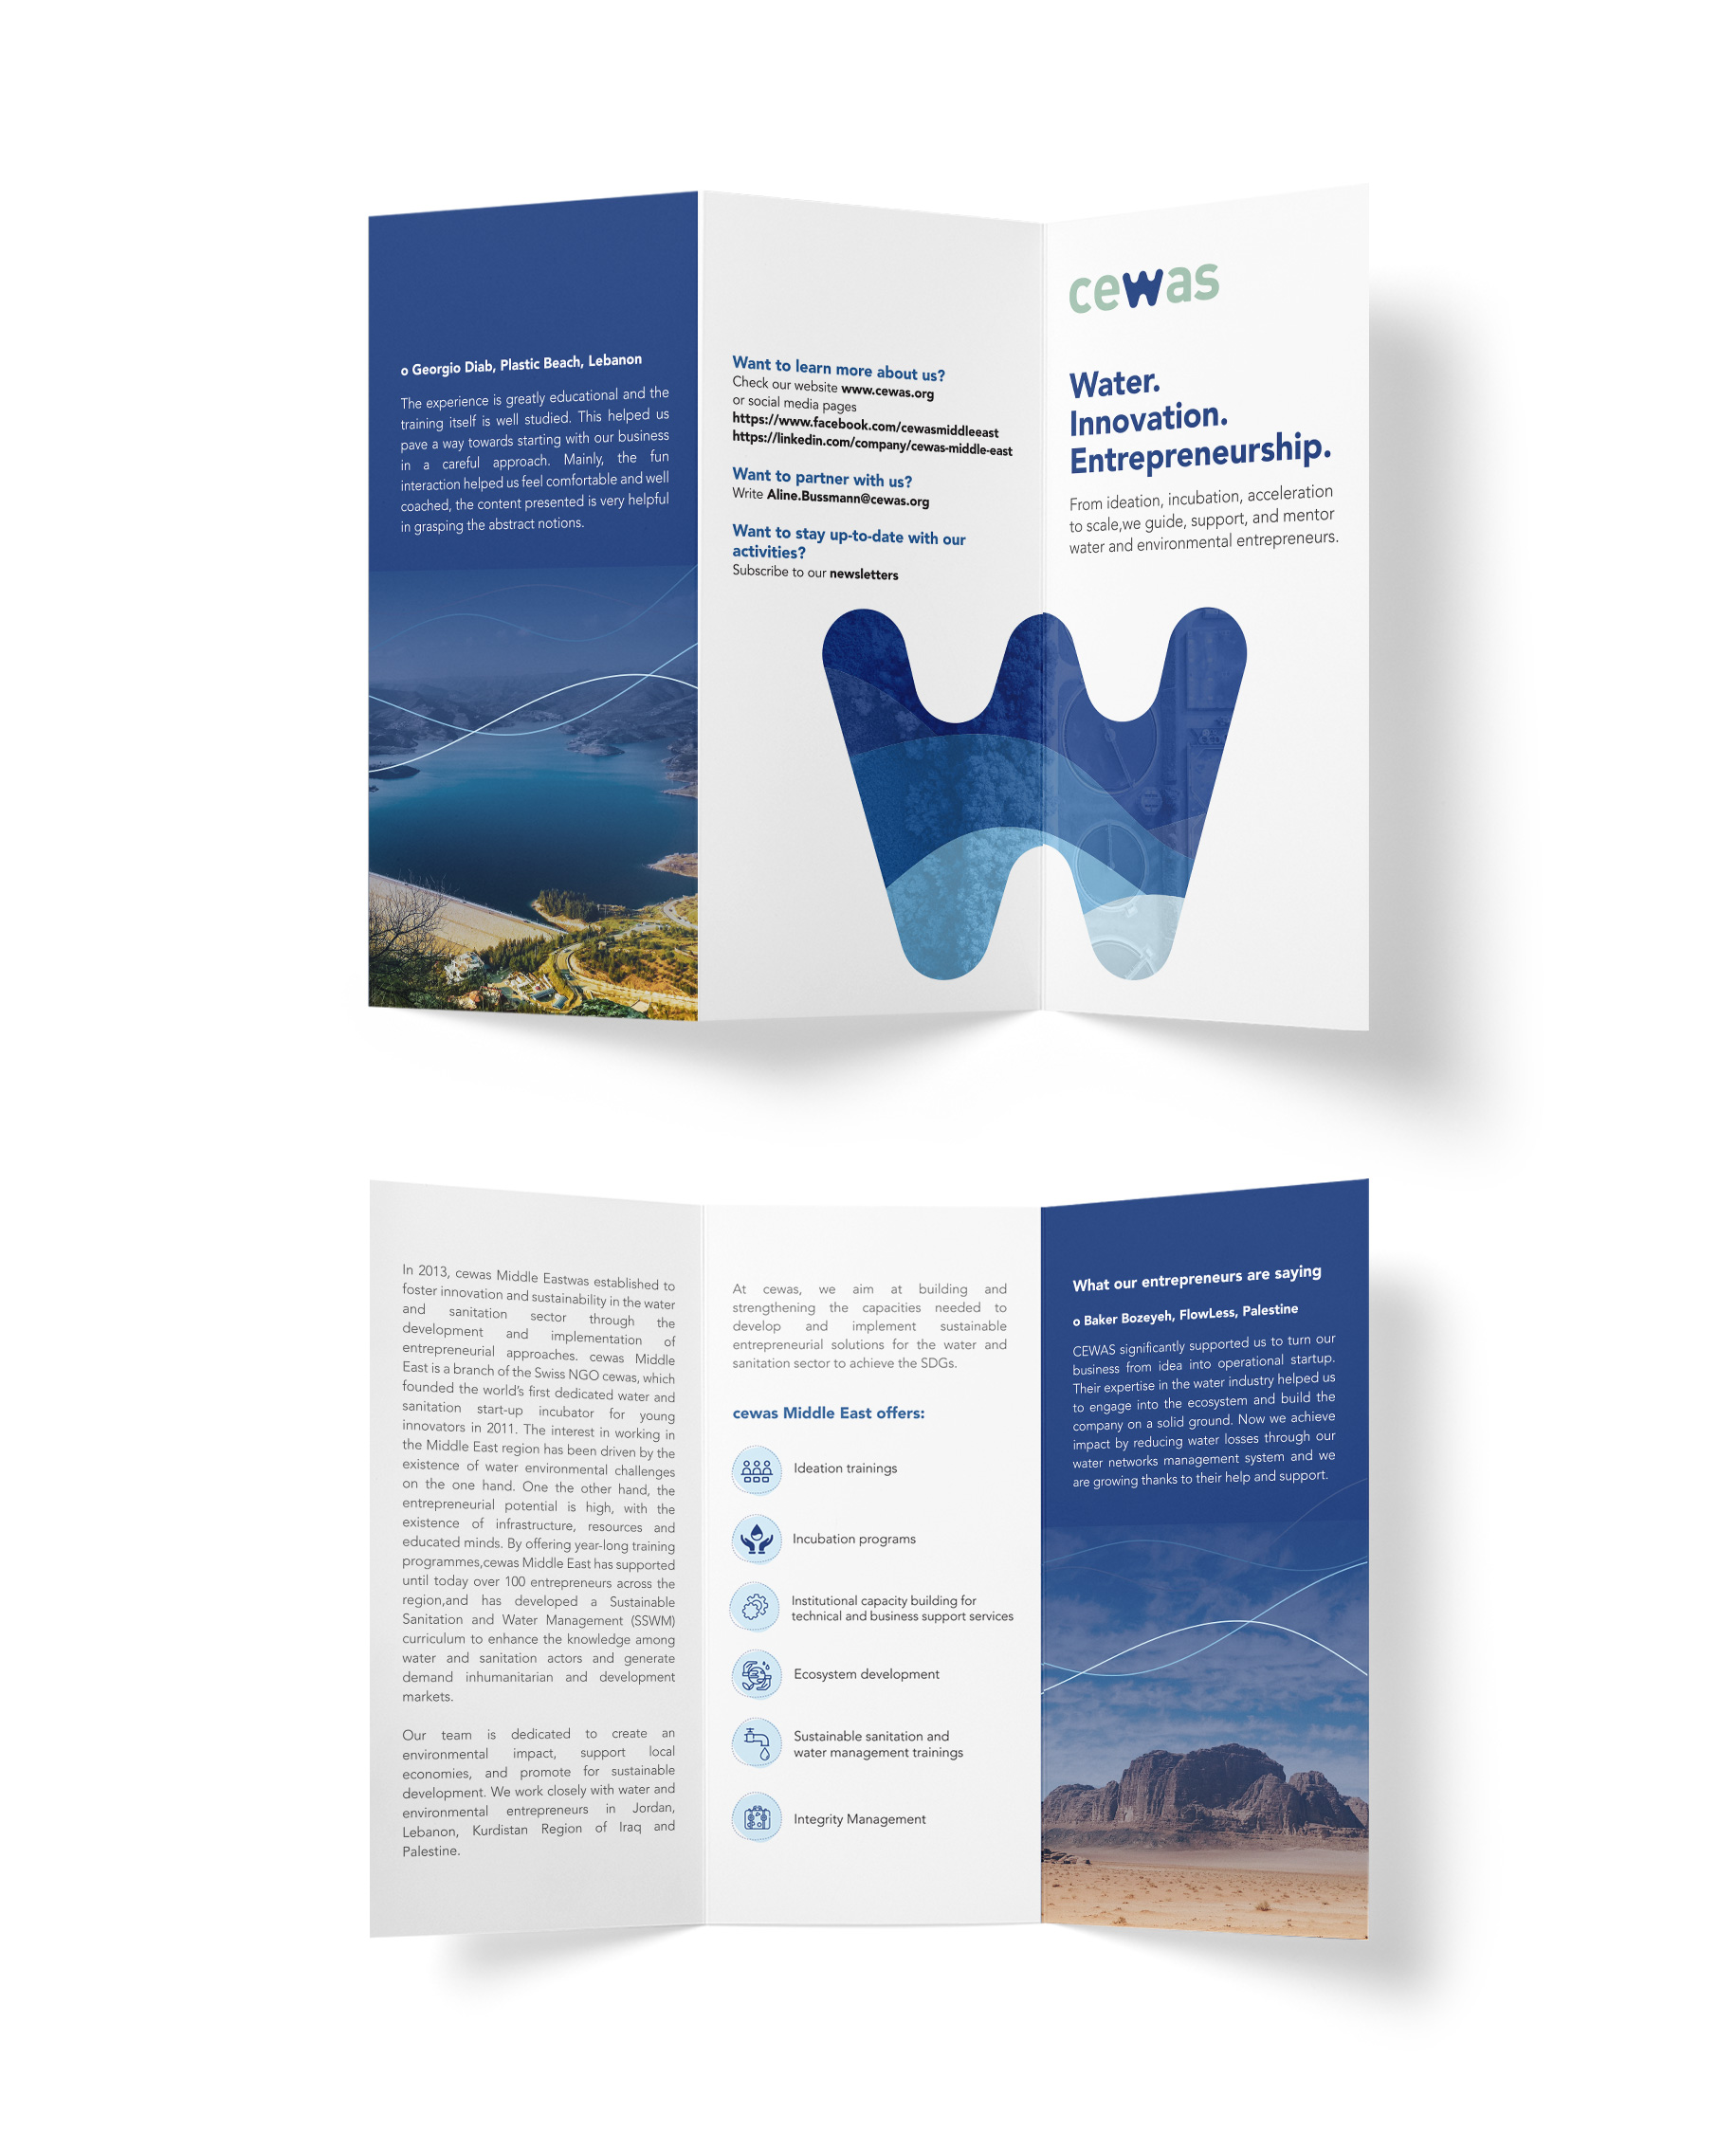 o Georgio Diab, Plastic Beach, Lebanon
The experience is greatly educational and the
training itself is well studied. This helped us
pave a way towards starting with our business
in a careful approach. Mainly, the fun
interaction helped us feel comfortable and well
coached, the content presented is very helpful
in grasping the abstract notions.
Want to learn more about us?
Check our website www.cewas.org
or social media pages
https://www.facebook.com/cewasmiddleeast
https://linkedin.com/company/cewas-middle-east
Want to partner with us?
Write Aline.Bussmann@cewas.org
Want to stay up-to-date with our
activities?
Subscribe to our newsletters
cewas
Water.
Innovation.
Entrepreneurship.
From ideation, incubation, acceleration
to scale,we guide, support, and mentor
water and environmental entrepreneurs.
In 2013, cewas Middle Eastwas established to
foster innovation and sustainability in the water
and sanitation sector through the
development and implementation of
entrepreneurial approaches. cewas Middle
East is a branch of the Swiss NGO cewas, which
founded the world's first dedicated water and
sanitation start-up incubator for young
innovators in 2011. The interest in working in
the Middle East region has been driven by the
existence of water environmental challenges
on the one hand. One the other hand, the
entrepreneurial potential is high, with the
existence of infrastructure, resources and
educated minds. By offering year-long training
programmes,cewas Middle East has supported
until today over 100 entrepreneurs across the
region,and has developed a Sustainable
Sanitation and Water Management (SSWM)
curriculum to enhance the knowledge among
water and sanitation actors and generate
demand inhumanitarian and development
markets.
Our team is dedicated to create an
environmental impact, support local
economies, and promote for sustainable
development. We work closely with water and
environmental entrepreneurs in Jordan,
Lebanon, Kurdistan Region of Iraq and
Palestine.
At cewas, we aim at building and
strengthening the capacities needed to
develop and implement sustainable
entrepreneurial solutions for the water and
sanitation sector to achieve the SDGs.
cewas Middle East offers:
Ideation trainings
Incubation programs
Institutional capacity building for
technical and business support services
Ecosystem development
Sustainable sanitation and
water management trainings
Integrity Management
What our entrepreneurs are saying
o Baker Bozeyeh, FlowLess, Palestine
CEWAS significantly supported us to turn our
business from idea into operational startup.
Their expertise in the water industry helped us
to engage into the ecosystem and build the
company on a solid ground. Now we achieve
impact by reducing water losses through our
water networks management system and we
are growing thanks to their help and support.